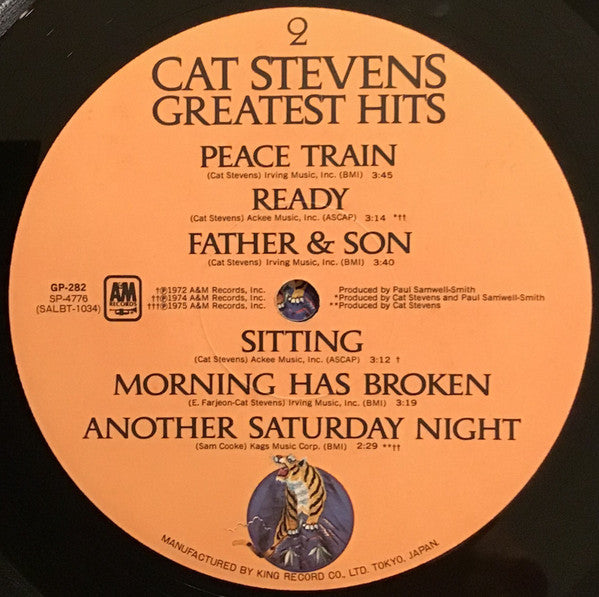 2
CAT STEVENS
GREATEST HITS
PEACE TRAIN
(Cat Stevens) Irving Music, Inc. (BMI) 3:45
READY
(Cat Stevens) Ackee Music, Inc. (ASCAP) 3:14 *††
FATHER & SON
(Cat Stevens) Irving Music, Inc. (BMI) 3:40
GP-282
SP-4776
(SALBT-1034)
A&M
RECORDS
†℗1972 A&M Records, Inc.
††℗1974 A&M Records, Inc.
†††℗1975 A&M Records, Inc.
Produced by Paul Samwell-Smith
*Produced by Cat Stevens and Paul Samwell-Smith
**Produced by Cat Stevens
SITTING
(Cat Stevens) Ackee Music, Inc. (ASCAP) 3:12 †
MORNING HAS BROKEN
(E. Farjeon-Cat Stevens) Irving Music, Inc. (BMI) 3:19
ANOTHER SATURDAY NIGHT
(Sam Cooke) Kags Music Corp. (BMI) 2:29 **††
MANUFACTURED BY KING RECORD CO., LTD. TOKYO, JAPAN.